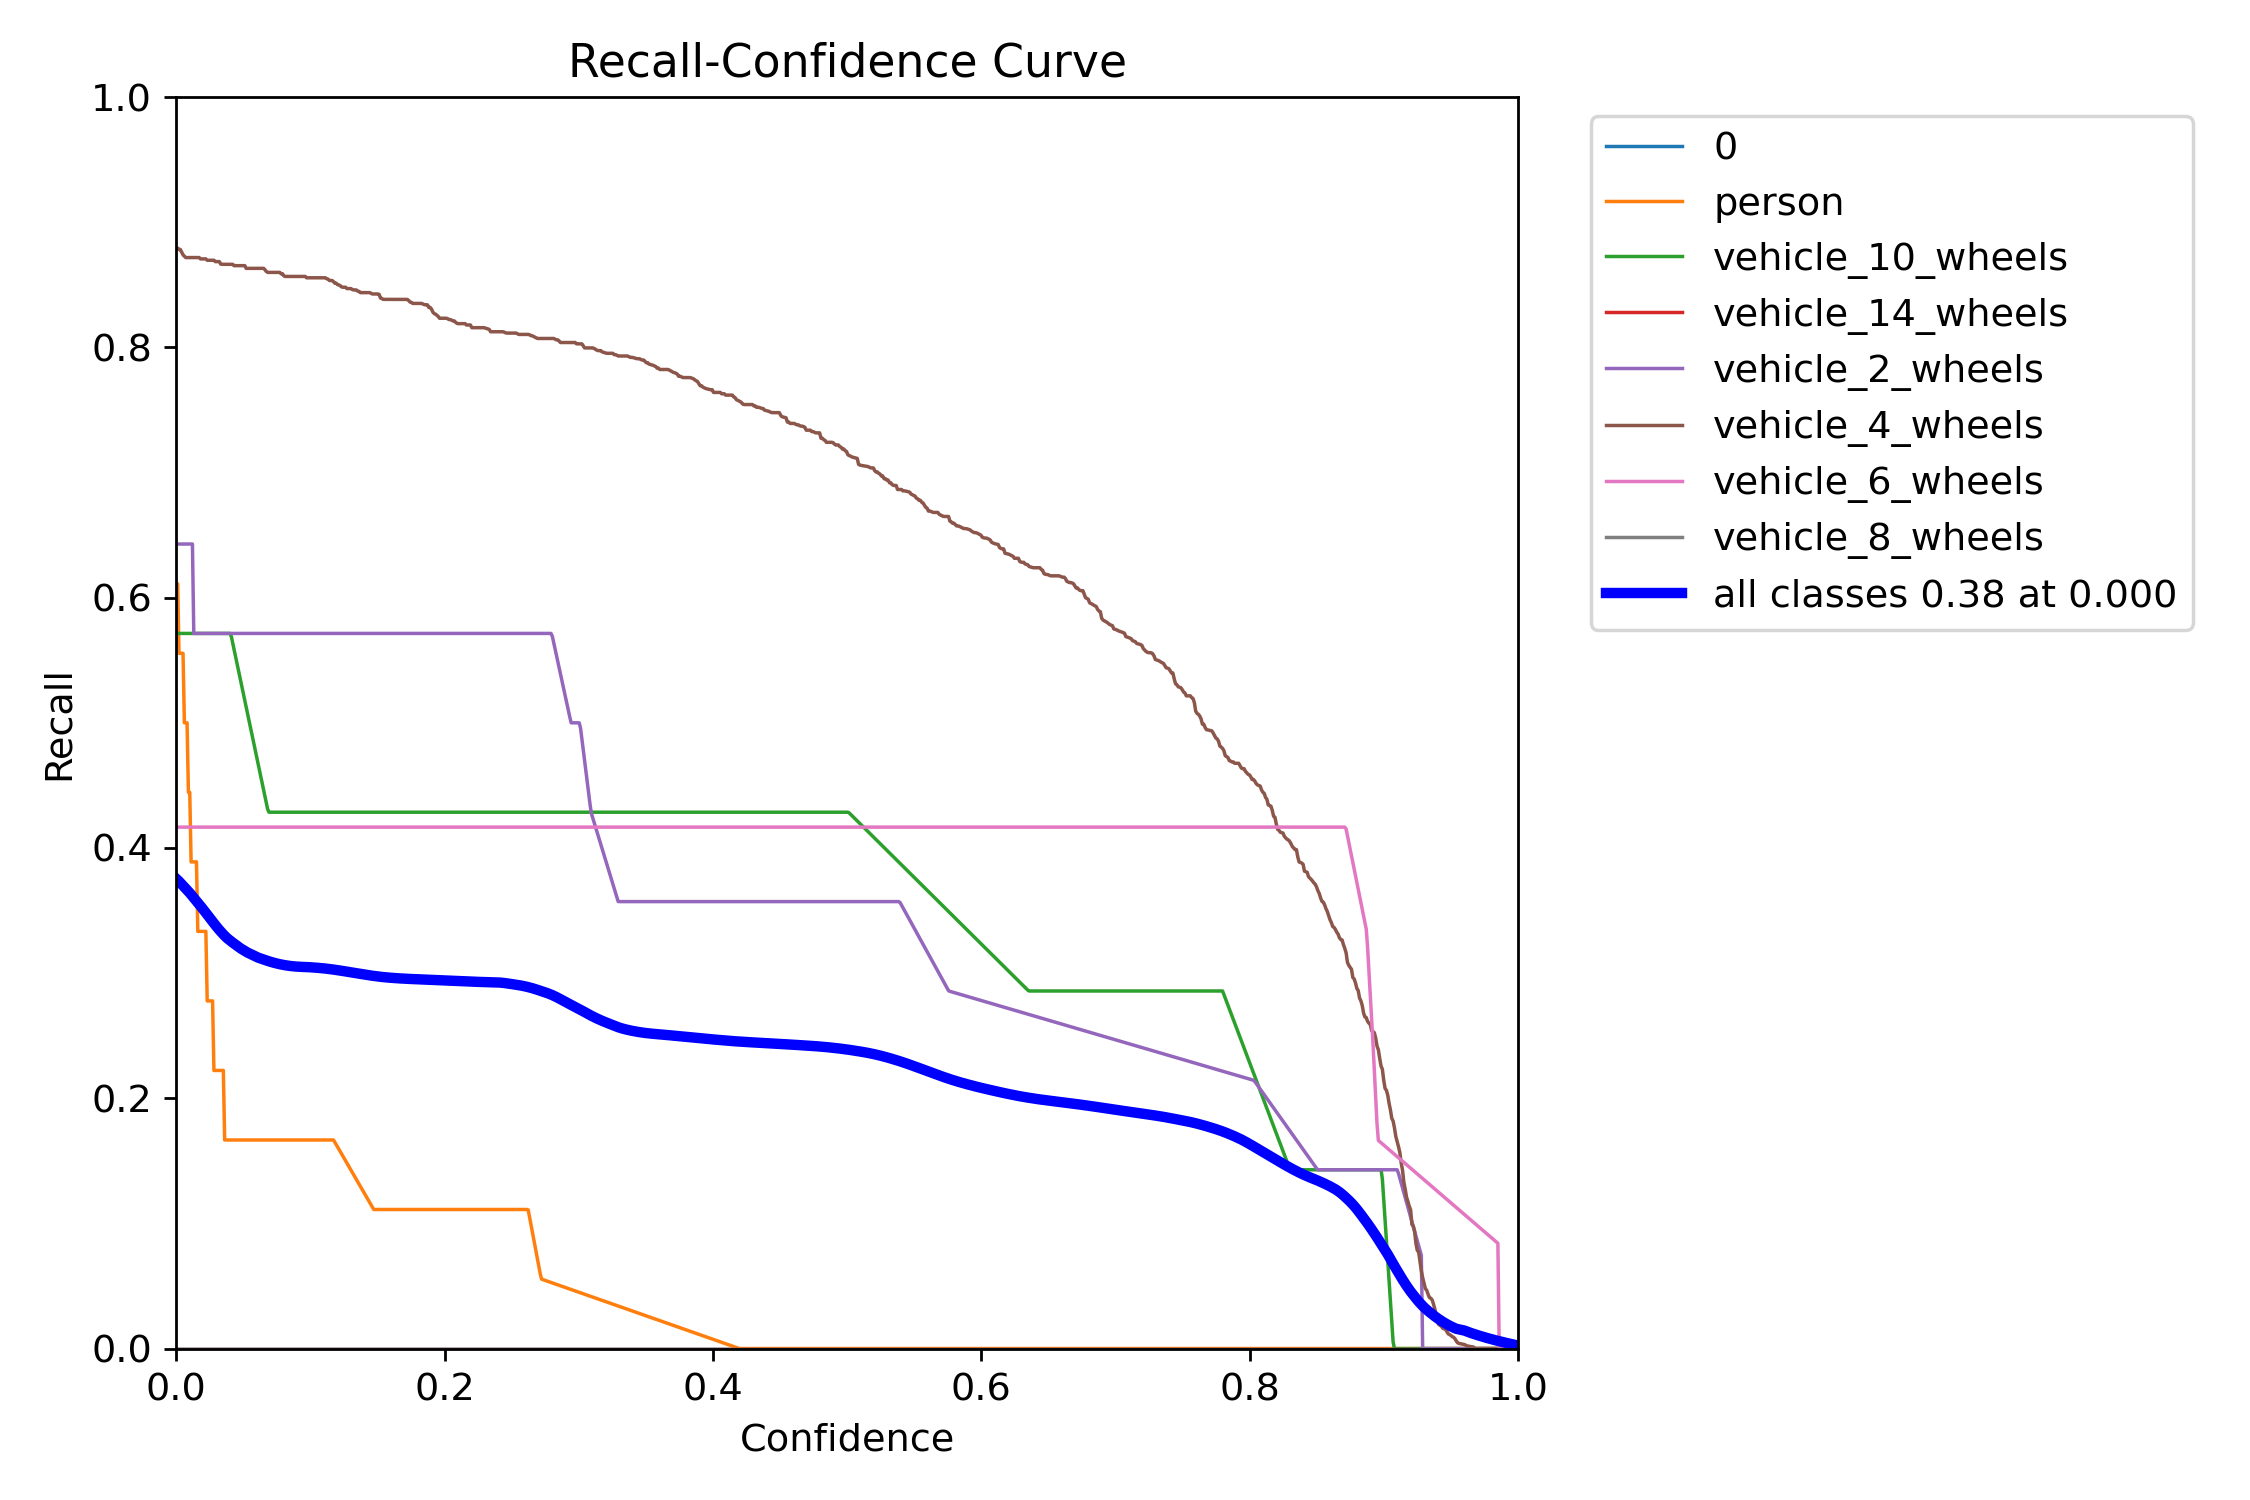 Recall-Confidence Curve
1.0
0.8
0.6
0.4
0.2
0.0
Recall
0.0 0.2 0.4 0.6 0.8 1.0
Confidence
0
person
vehicle_10_wheels
vehicle_14_wheels
vehicle_2_wheels
vehicle_4_wheels
vehicle_6_wheels
vehicle_8_wheels
all classes 0.38 at 0.000